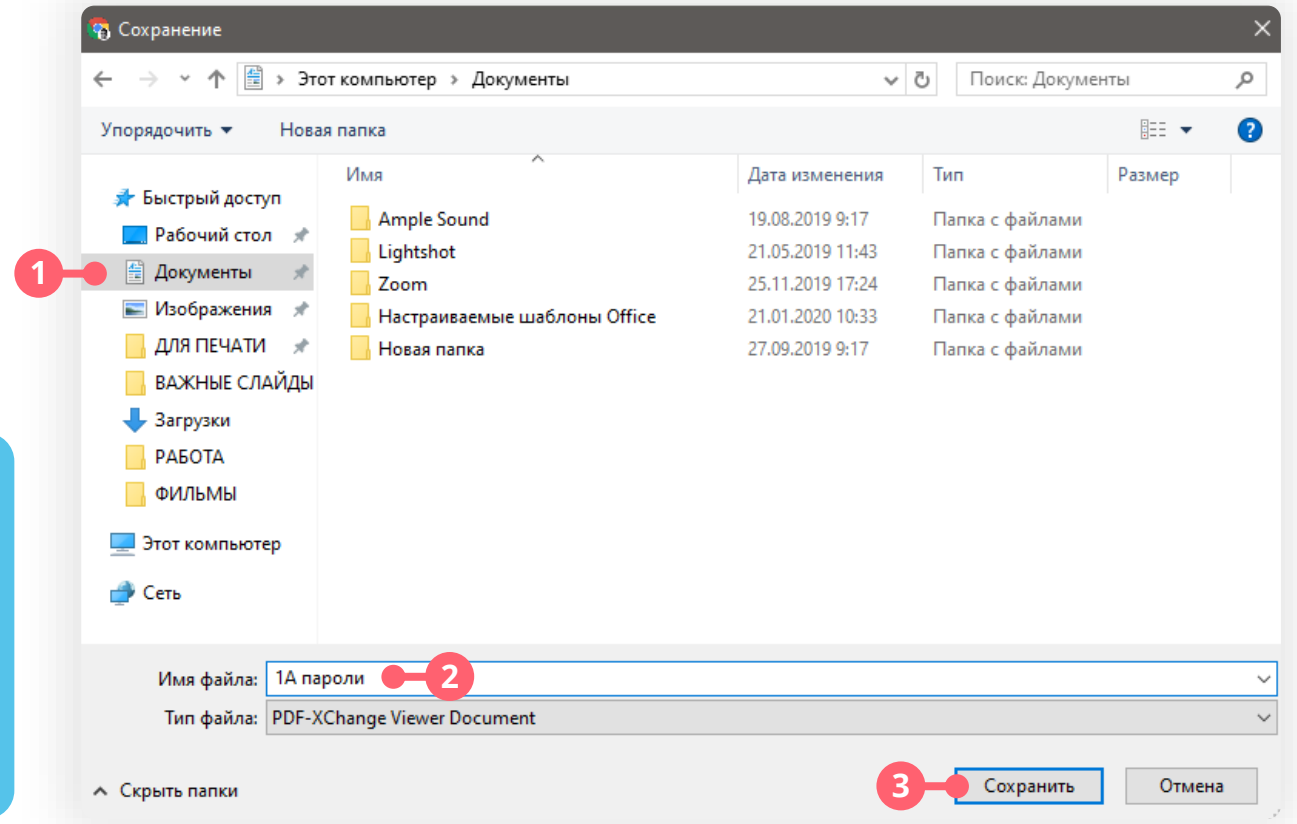 Сохранение
Этот компьютер › Документы
Поиск: Документы
Упорядочить
Новая папка
Имя Дата изменения Тип Размер
Быстрый доступ
Рабочий стол
1
Документы
Изображения
ДЛЯ ПЕЧАТИ
ВАЖНЫЕ СЛАЙДЫ
Загрузки
РАБОТА
ФИЛЬМЫ
Этот компьютер
Сеть
Ample Sound 19.08.2019 9:17 Папка с файлами
Lightshot 21.05.2019 11:43 Папка с файлами
Zoom 25.11.2019 17:24 Папка с файлами
Настраиваемые шаблоны Office 21.01.2020 10:33 Папка с файлами
Новая папка 27.09.2019 9:17 Папка с файлами
Имя файла: 1А пароли 2
Тип файла: PDF-XChange Viewer Document
Скрыть папки
3 Сохранить Отмена